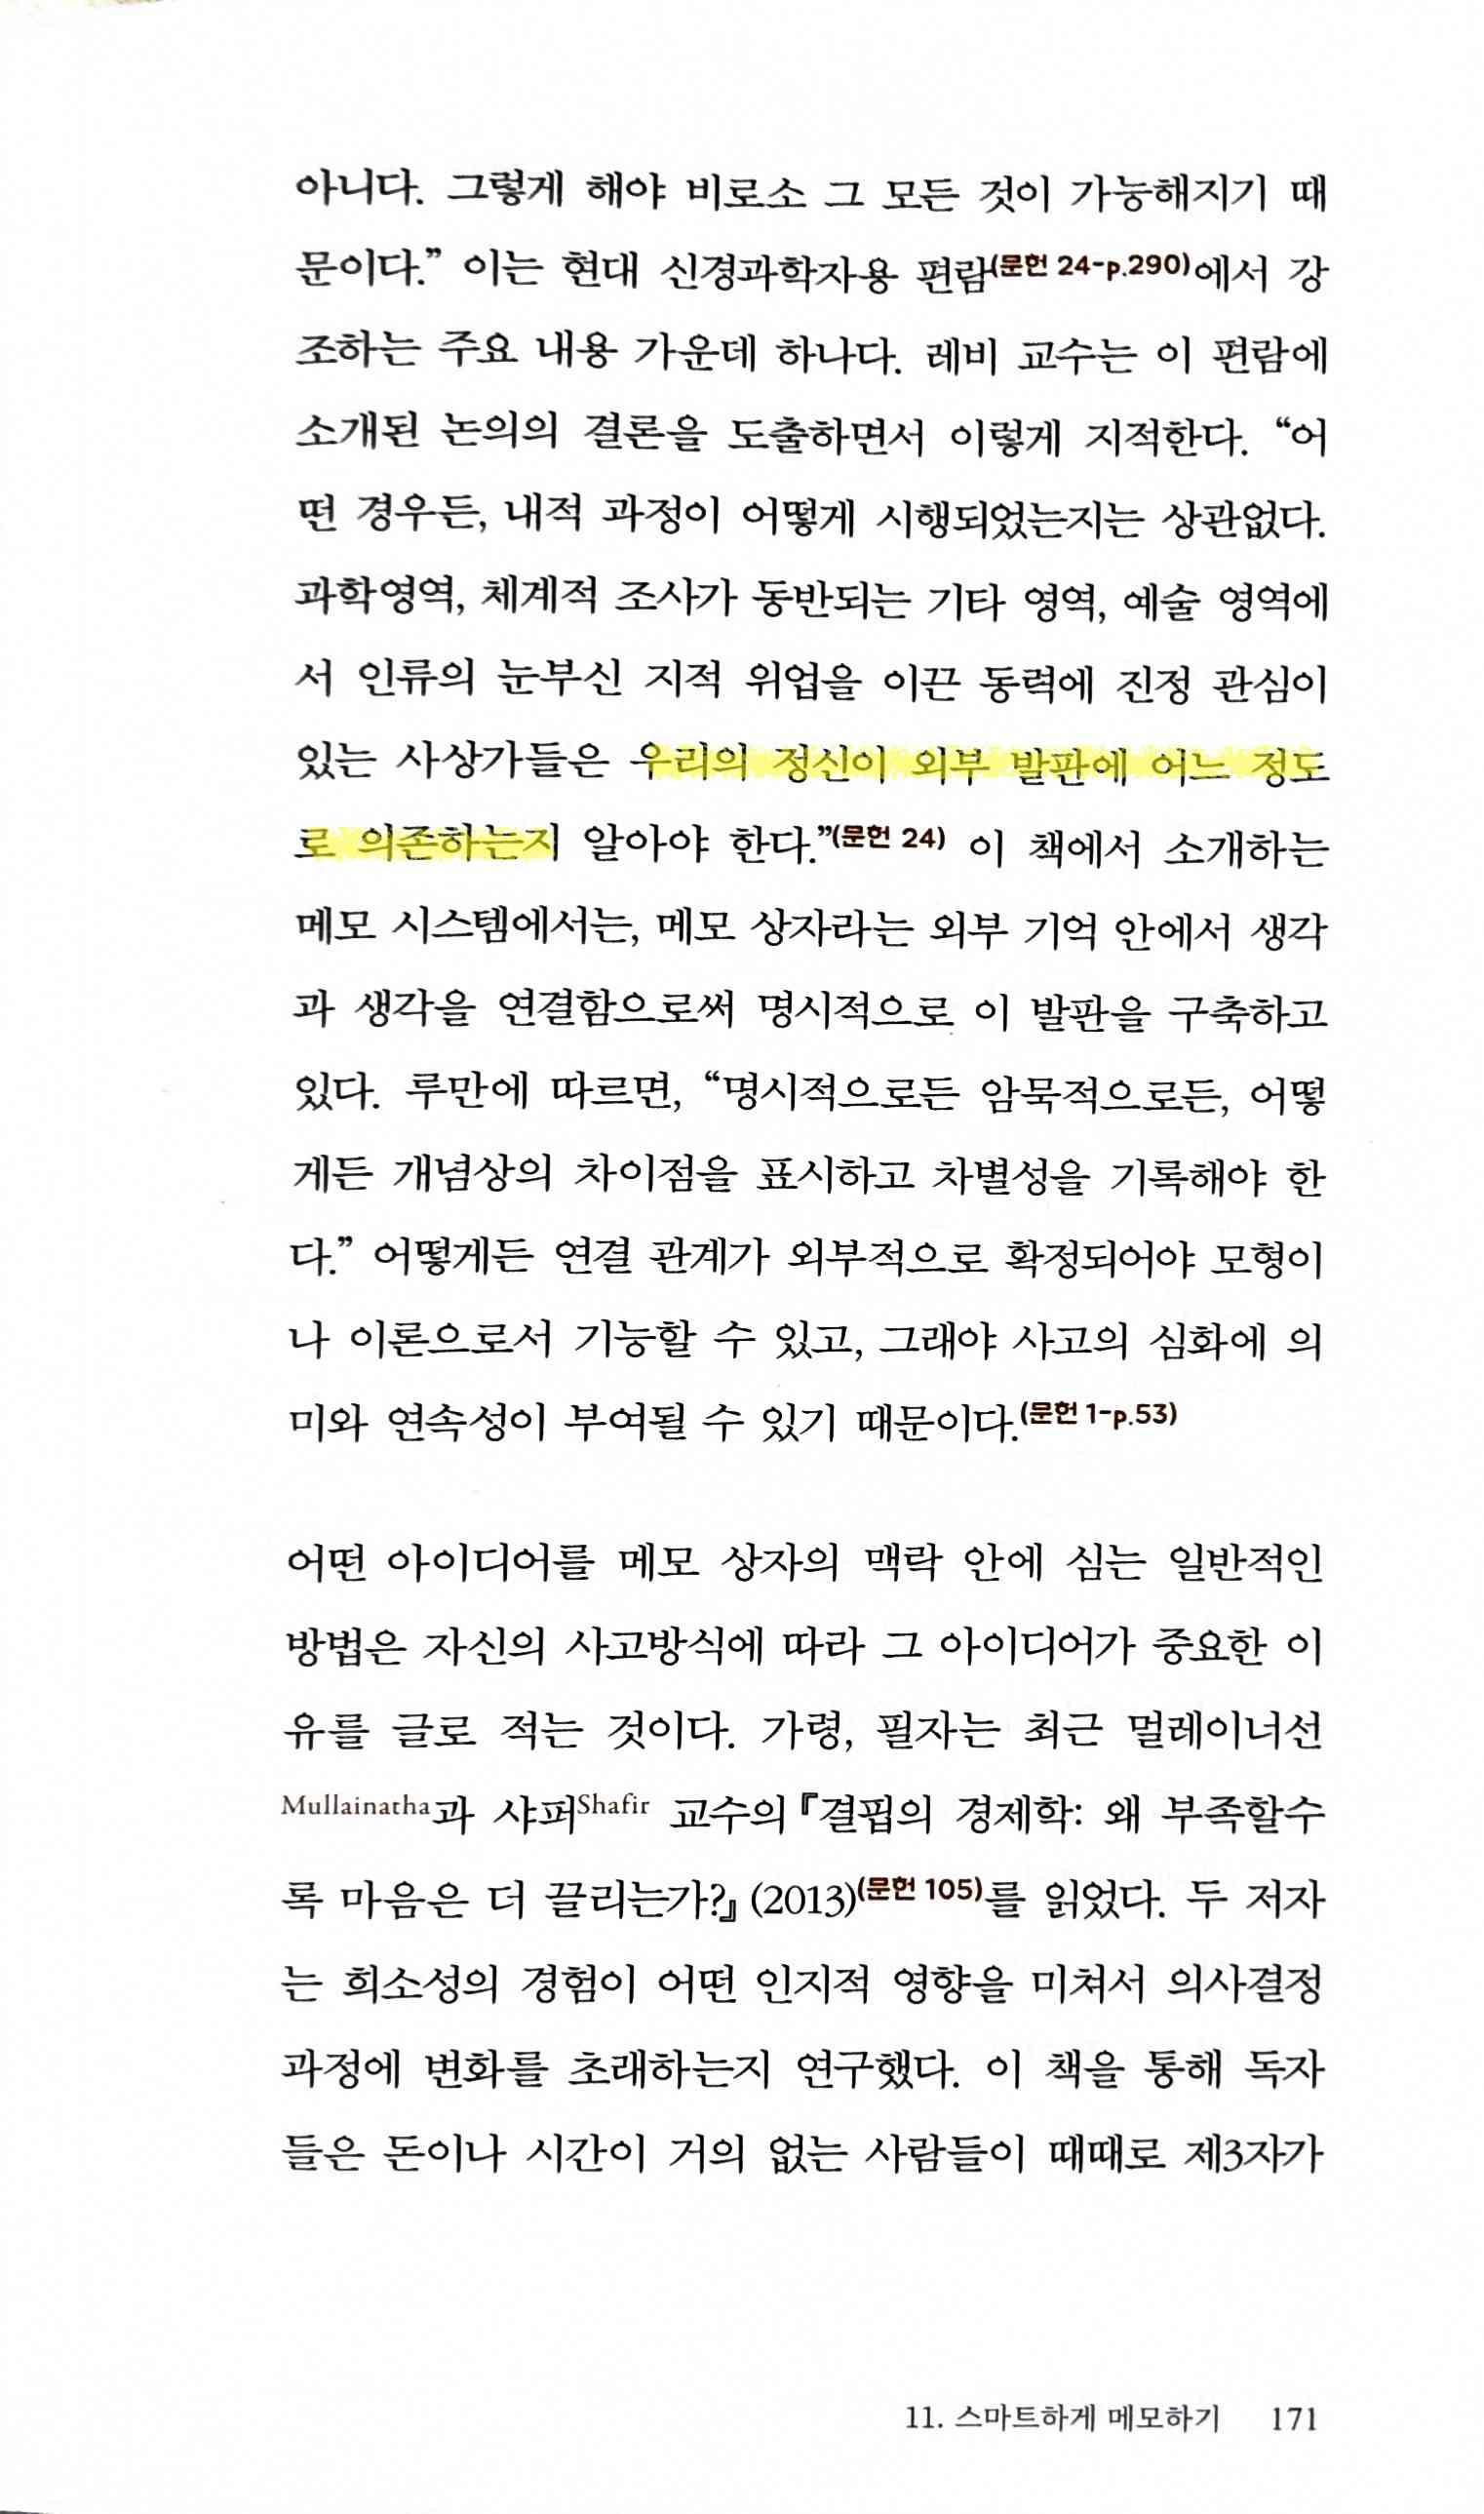 아니다. 그렇게 해야 비로소 그 모든 것이 가능해지기 때
문이다.” 이는 현대 신경과학자용 편람(문헌 24-p.290)에서 강
조하는 주요 내용 가운데 하나다. 레비 교수는 이 편람에
소개된 논의의 결론을 도출하면서 이렇게 지적한다. “어
떤 경우든, 내적 과정이 어떻게 시행되었는지는 상관없다.
과학영역, 체계적 조사가 동반되는 기타 영역, 예술 영역에
서 인류의 눈부신 지적 위업을 이끈 동력에 진정 관심이
있는 사상가들은 우리의 정신이 외부 발판에 어느 정도
로 의존하는지 알아야 한다.”(문헌 24) 이 책에서 소개하는
메모 시스템에서는, 메모 상자라는 외부 기억 안에서 생각
과 생각을 연결함으로써 명시적으로 이 발판을 구축하고
있다. 루만에 따르면, “명시적으로든 암묵적으로든, 어떻
게든 개념상의 차이점을 표시하고 차별성을 기록해야 한
다.” 어떻게든 연결 관계가 외부적으로 확정되어야 모형이
나 이론으로서 기능할 수 있고, 그래야 사고의 심화에 의
미와 연속성이 부여될 수 있기 때문이다.(문헌 1-p.53)
어떤 아이디어를 메모 상자의 맥락 안에 심는 일반적인
방법은 자신의 사고방식에 따라 그 아이디어가 중요한 이
유를 글로 적는 것이다. 가령, 필자는 최근 멀레이너선
Mullainatha과 샤퍼Shafir 교수의 『결핍의 경제학: 왜 부족할수
록 마음은 더 끌리는가?』 (2013)(문헌 105)를 읽었다. 두 저자
는 희소성의 경험이 어떤 인지적 영향을 미쳐서 의사결정
과정에 변화를 초래하는지 연구했다. 이 책을 통해 독자
들은 돈이나 시간이 거의 없는 사람들이 때때로 제3자가
11. 스마트하게 메모하기 171